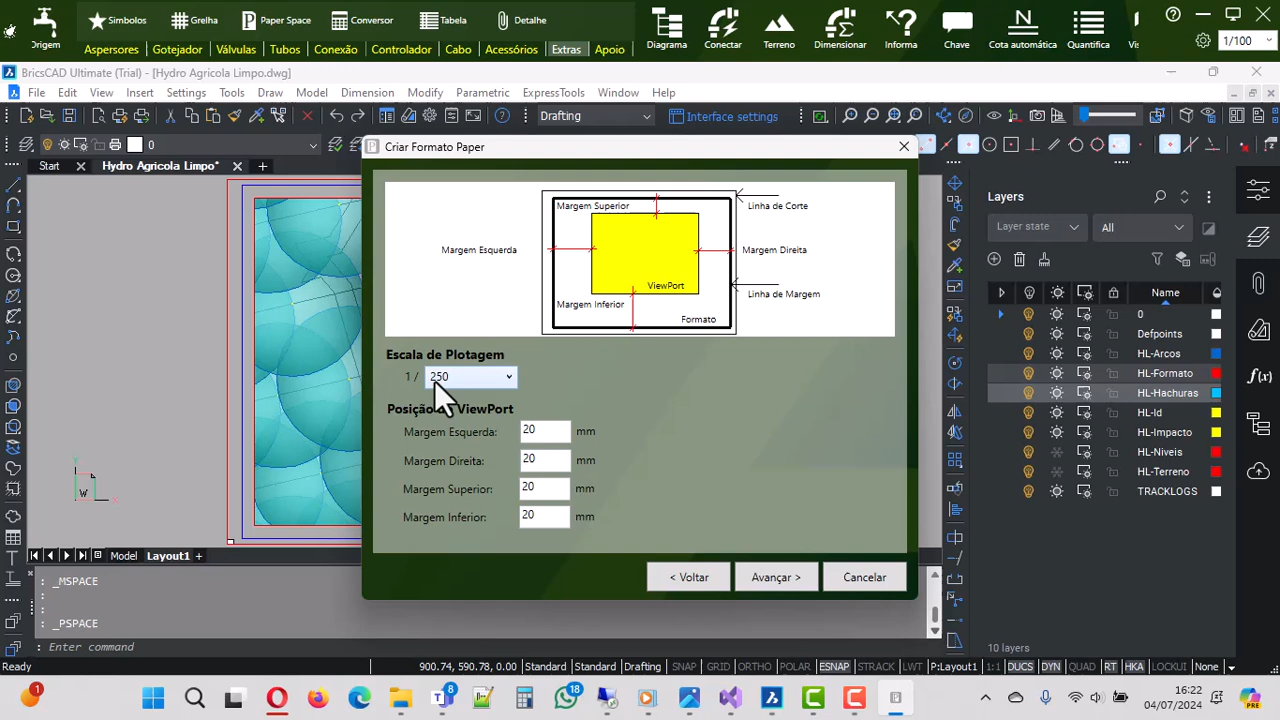 Símbolos
Grelha
Paper Space
Conversor
Tabela
Detalhe
Origem
Aspersores
Gotejador
Válvulas
Tubos
Conexão
Controlador
Cabo
Acessórios
Extras
Apoio
Diagrama
Conectar
Terreno
Dimensionar
Informa
Chave
Cota automática
Quantifica
1/100
BricsCAD Ultimate (Trial) - [Hydro Agricola Limpo.dwg]
File Edit View Insert Settings Tools Draw Model Dimension Modify Parametric ExpressTools Window Help
Drafting
Interface settings
0
Start
Hydro Agricola Limpo*
Criar Formato Paper
Margem Superior
Linha de Corte
Margem Esquerda
Margem Direita
ViewPort
Linha de Margem
Margem Inferior
Formato
Escala de Plotagem
1 / 250
ViewPort
Margem Esquerda: 20 mm
Margem Direita: 20 mm
Margem Superior: 20 mm
Margem Inferior: 20 mm
< Voltar
Avançar >
Cancelar
Layers
Layer state
All
Name
0
Defpoints
HL-Arcos
HL-Formato
HL-Hachuras
HL-Id
HL-Impacto
HL-Niveis
HL-Terreno
TRACKLOGS
10 layers
Y
W
X
Model
Layout1
: _MSPACE
:
:
: _PSPACE
: Enter command
Ready
900.74, 590.78, 0.00 Standard Standard Drafting SNAP GRID ORTHO POLAR ESNAP STRACK LWT P:Layout1 1:1 DUCS DYN QUAD RT HKA LOCKUI None
1
8
18
PRE
16:22
04/07/2024